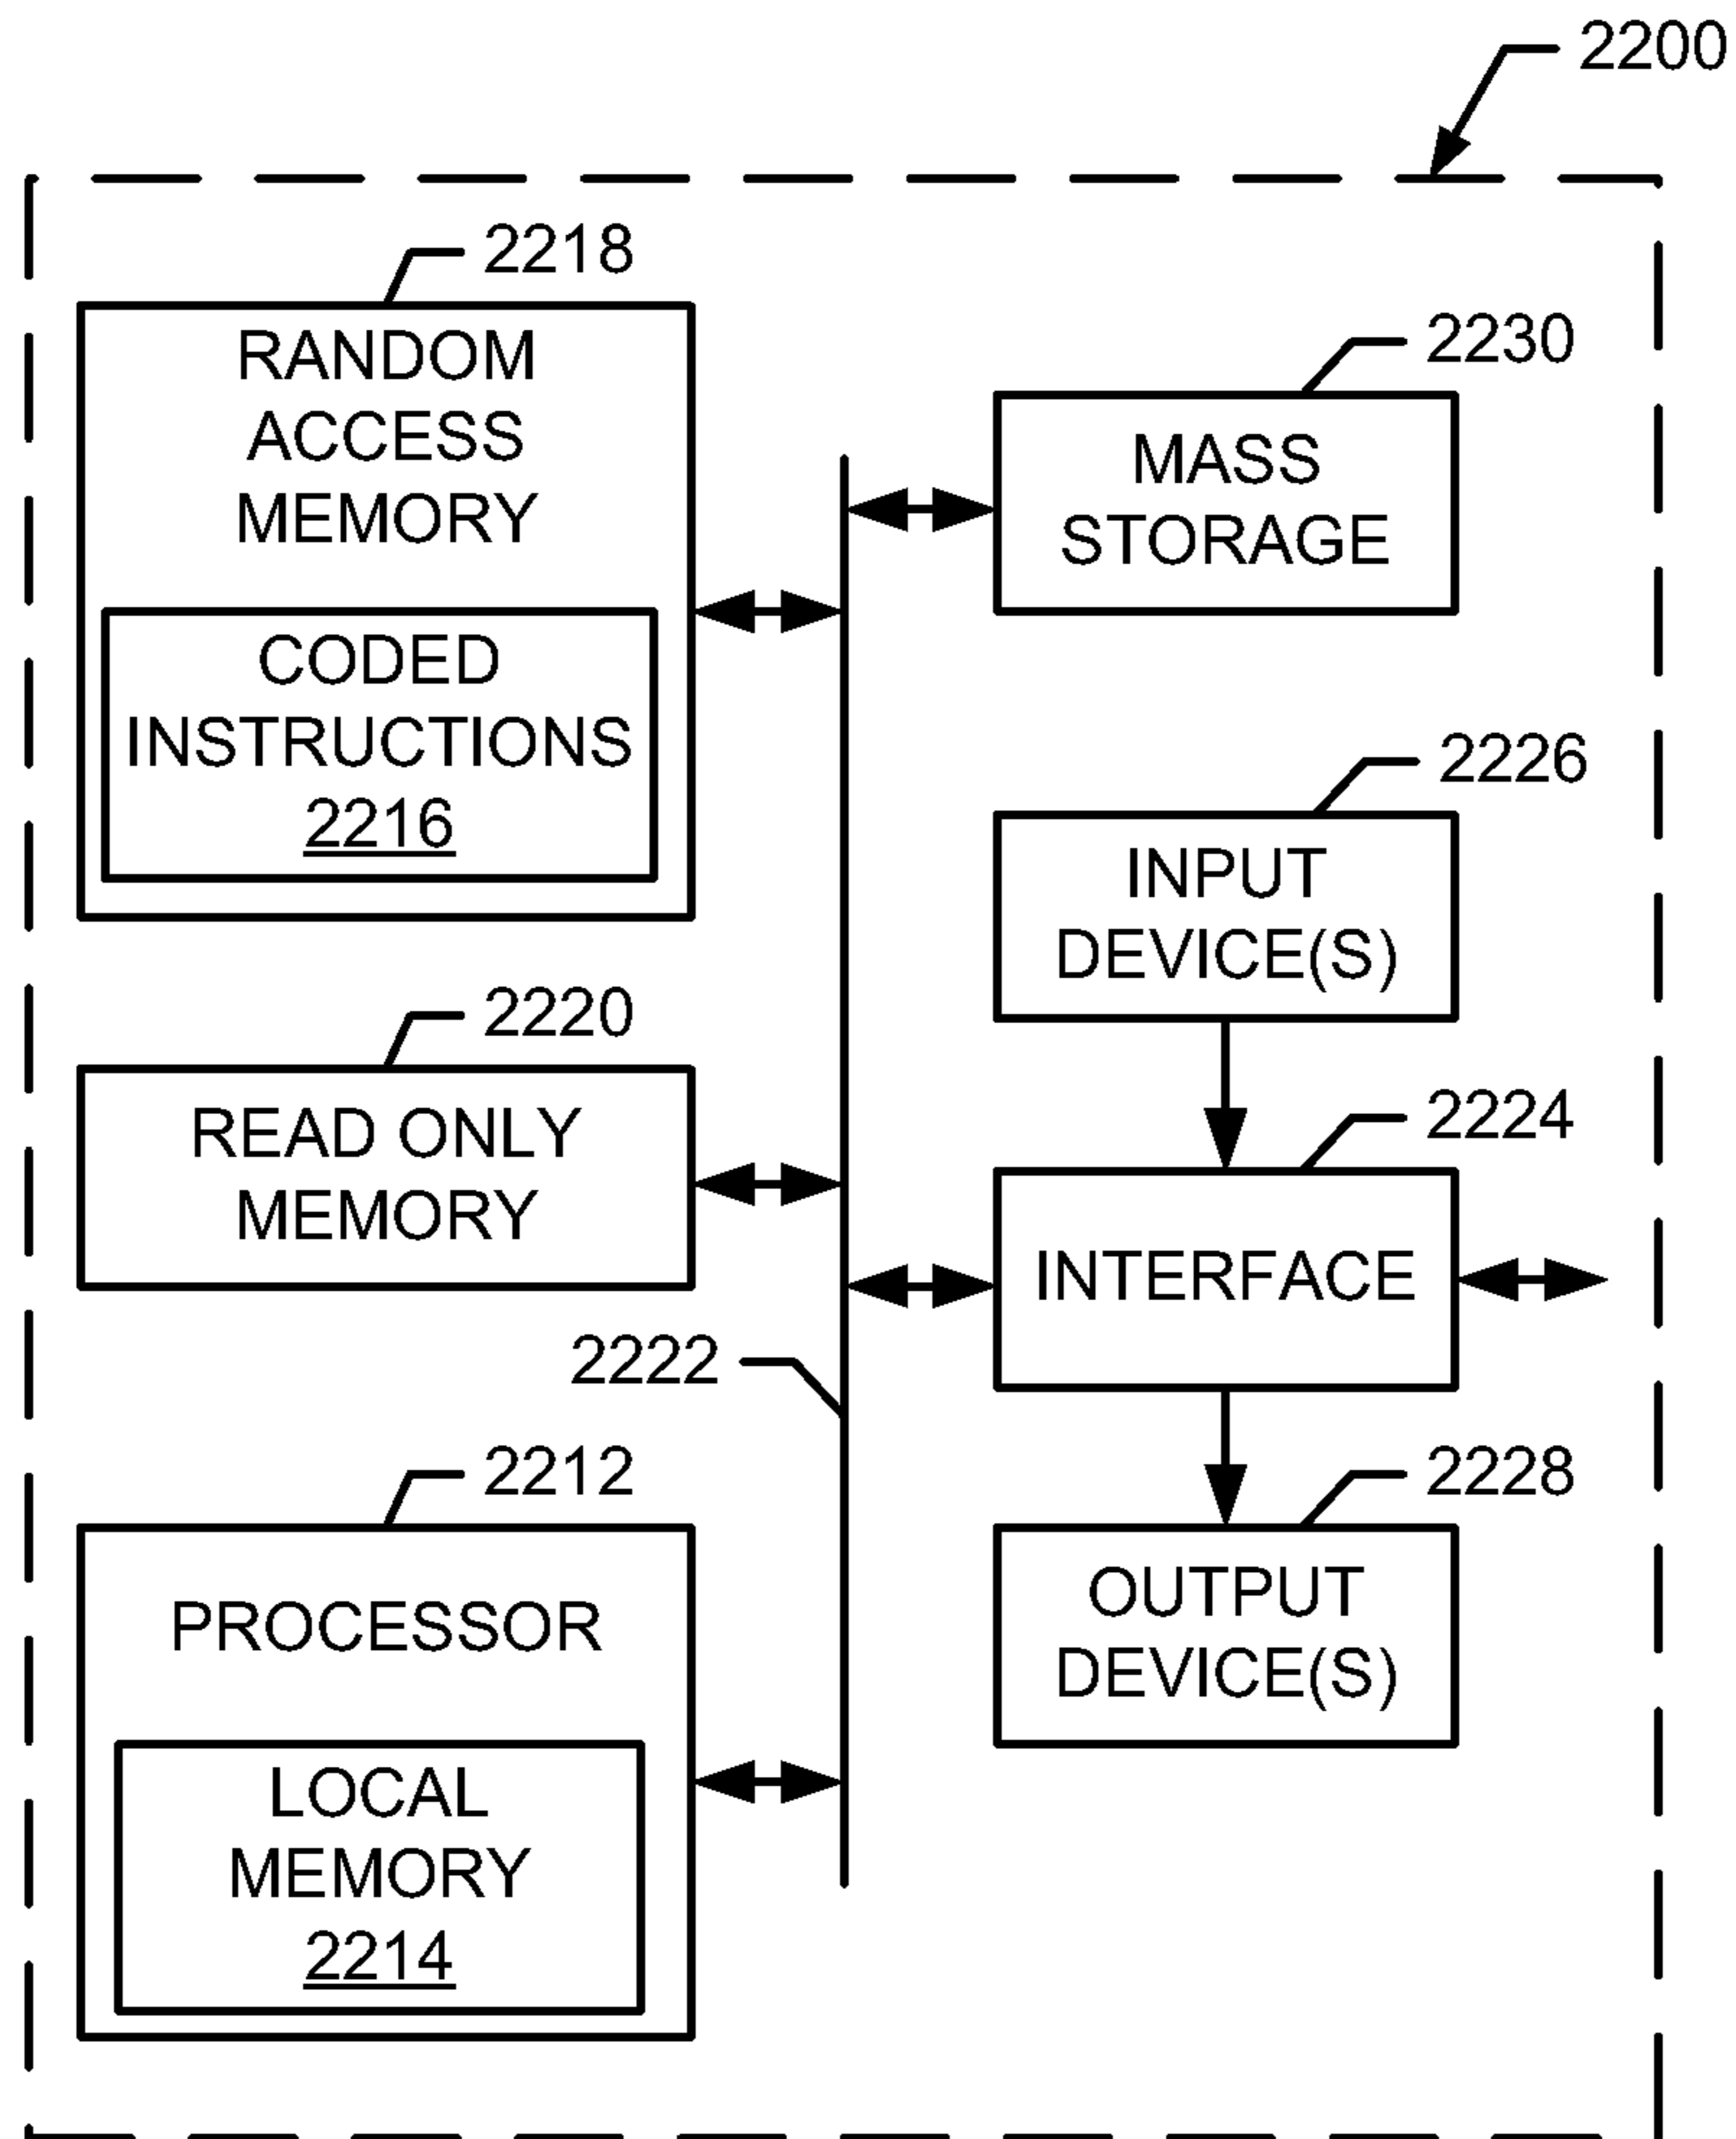 2200
2218
RANDOM
ACCESS
MEMORY
CODED
INSTRUCTIONS
2216
2230
MASS
STORAGE
2226
INPUT
DEVICE(S)
2220
READ ONLY
MEMORY
2224
INTERFACE
2222
2212
PROCESSOR
LOCAL
MEMORY
2214
2228
OUTPUT
DEVICE(S)